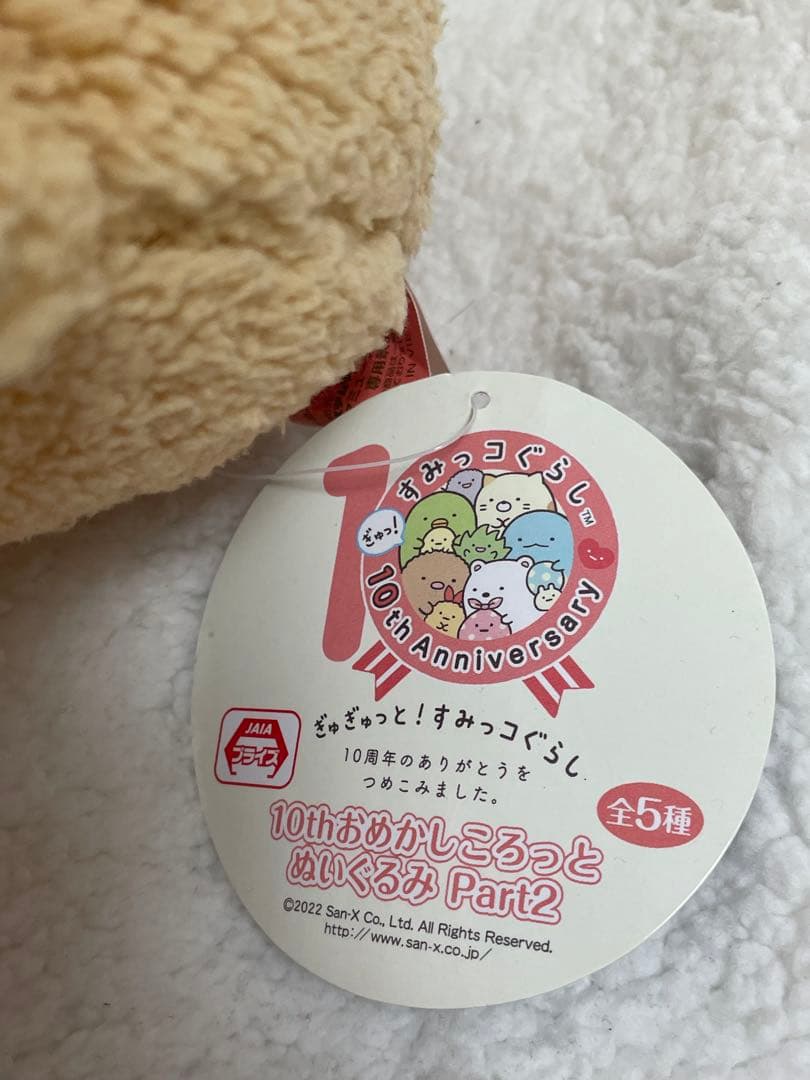 すみっコぐらし™
ぎゅっ!
10th Anniversary
ぎゅぎゅっと!すみっコぐらし
JAIA
プライズ
10周年のありがとうを
つめこみました。
全5種
10thおめかしころっと
ぬいぐるみ Part2
©2022 San-X Co., Ltd. All Rights Reserved.
http://www.san-x.co.jp/
専用